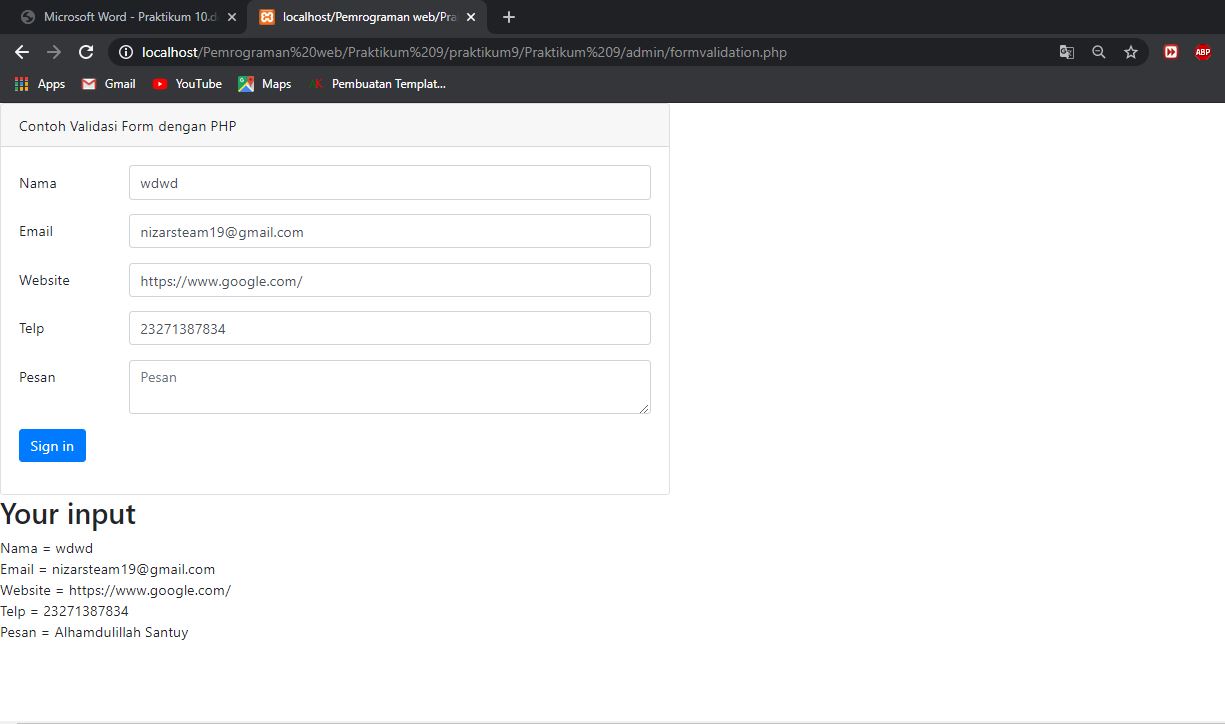 Microsoft Word - Praktikum 10.d
localhost/Pemrograman web/Pra
localhost/Pemrograman%20web/Praktikum%209/praktikum9/Praktikum%209/admin/formvalidation.php
ABP
Apps Gmail YouTube Maps Pembuatan Templat...
Contoh Validasi Form dengan PHP
Nama wdwd
Email nizarsteam19@gmail.com
Website https://www.google.com/
Telp 23271387834
Pesan Pesan
Sign in
Your input
Nama = wdwd
Email = nizarsteam19@gmail.com
Website = https://www.google.com/
Telp = 23271387834
Pesan = Alhamdulillah Santuy